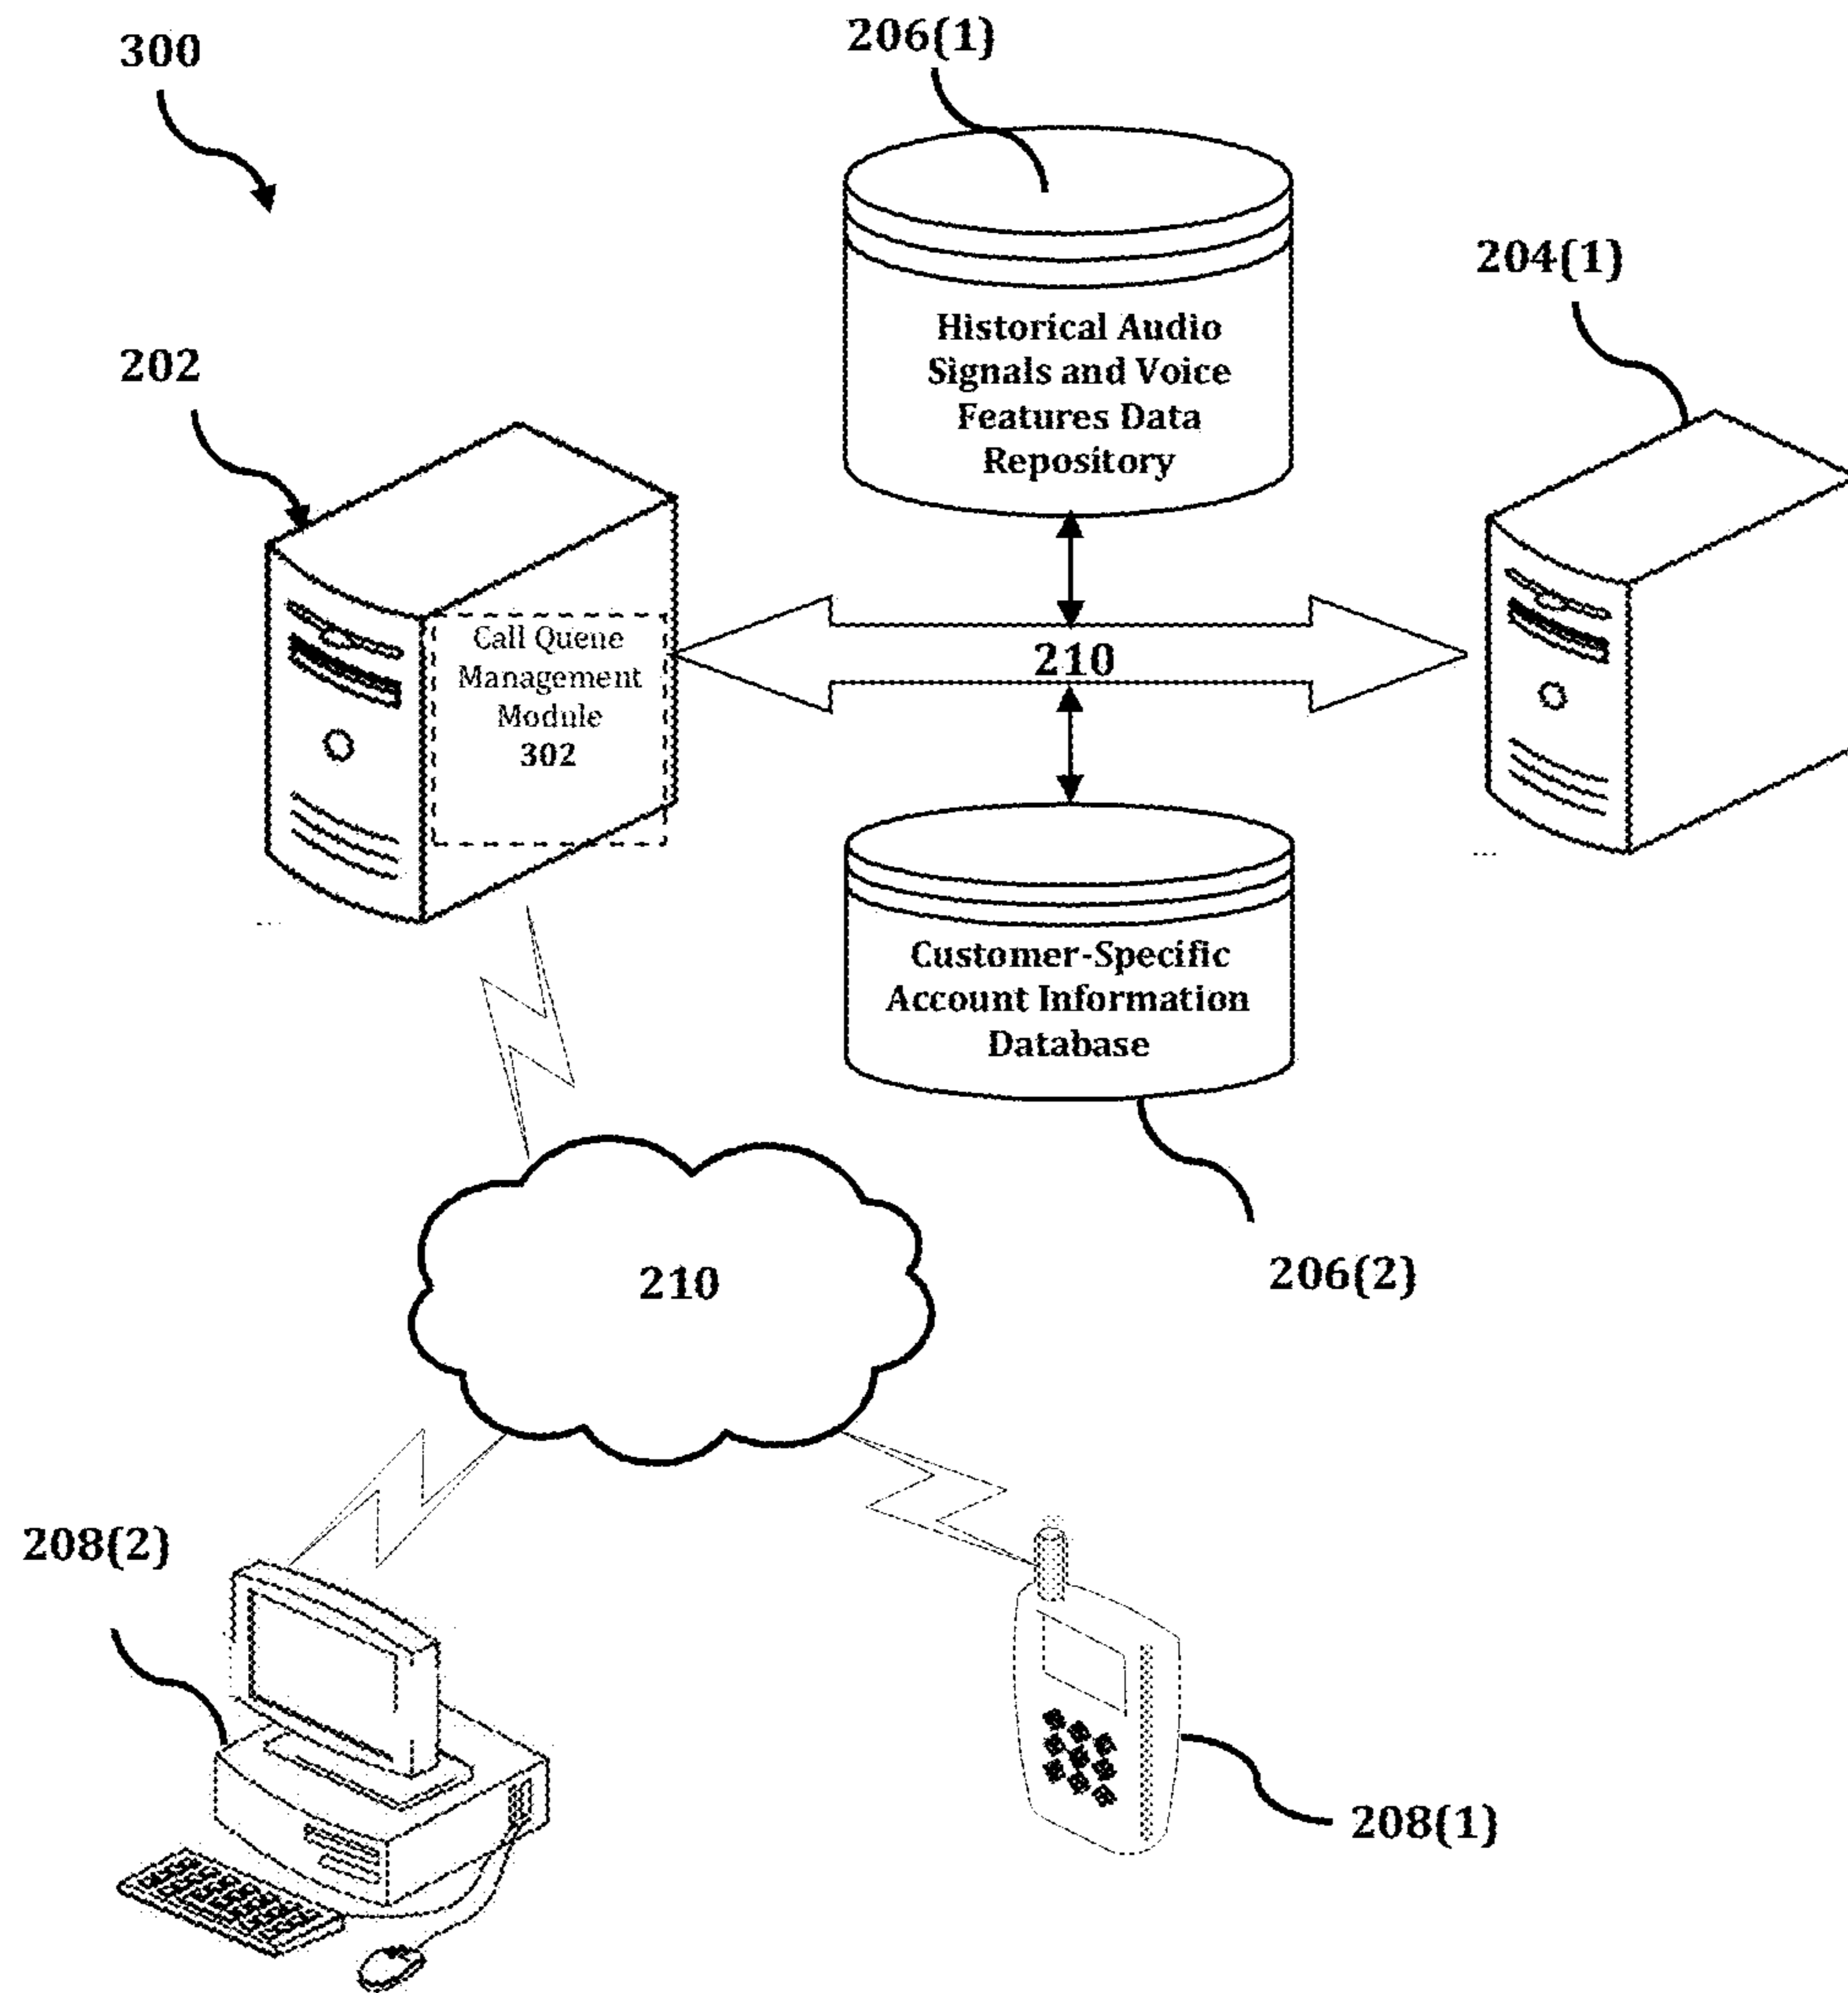 300
206(1)
204(1)
202
Historical Audio
Signals and Voice
Features Data
Repository
Call Queue
Management
Module
302
210
Customer-Specific
Account Information
Database
206(2)
210
208(2)
208(1)